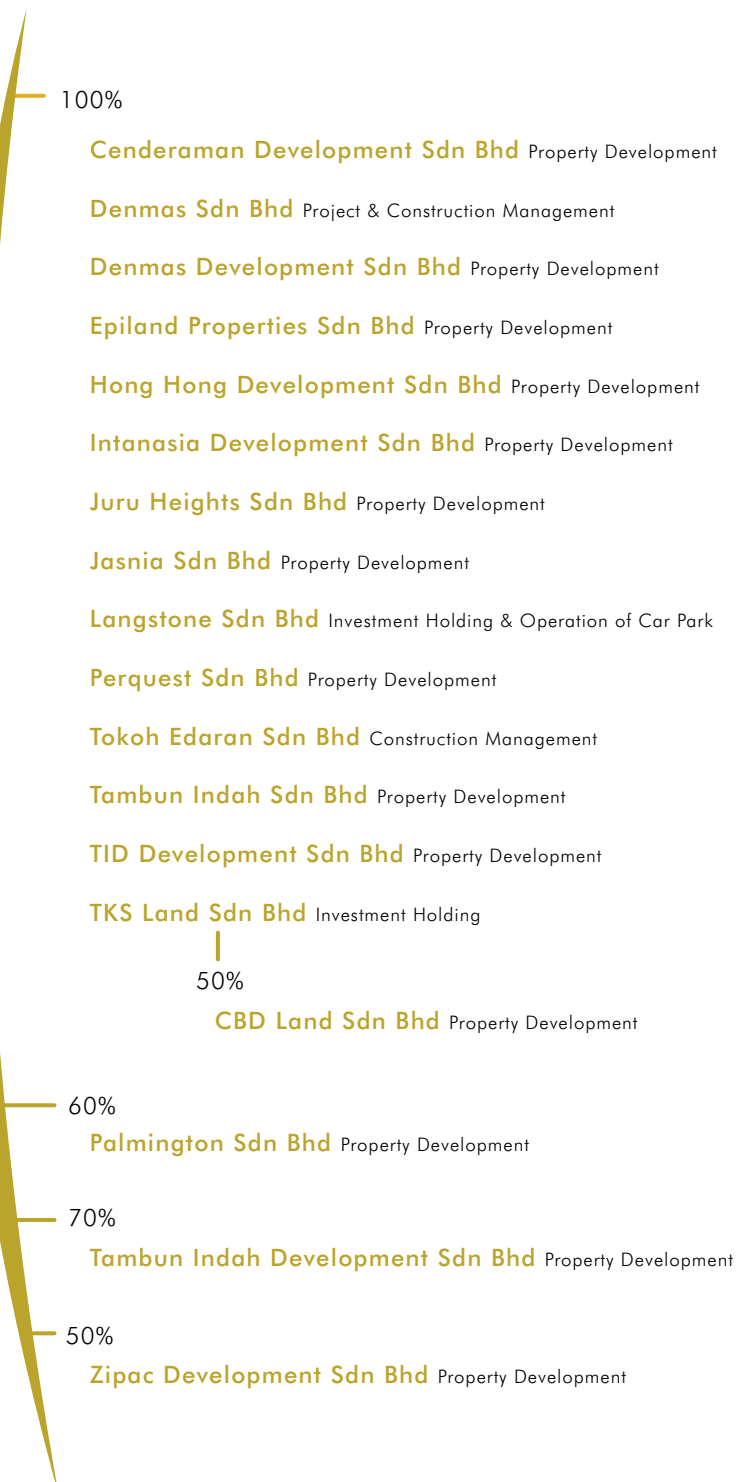 100%
Cenderaman Development Sdn Bhd Property Development
Denmas Sdn Bhd Project & Construction Management
Denmas Development Sdn Bhd Property Development
Epiland Properties Sdn Bhd Property Development
Hong Hong Development Sdn Bhd Property Development
Intanasia Development Sdn Bhd Property Development
Juru Heights Sdn Bhd Property Development
Jasnia Sdn Bhd Property Development
Langstone Sdn Bhd Investment Holding & Operation of Car Park
Perquest Sdn Bhd Property Development
Tokoh Edaran Sdn Bhd Construction Management
Tambun Indah Sdn Bhd Property Development
TID Development Sdn Bhd Property Development
TKS Land Sdn Bhd Investment Holding
50%
CBD Land Sdn Bhd Property Development
60%
Palmington Sdn Bhd Property Development
70%
Tambun Indah Development Sdn Bhd Property Development
50%
Zipac Development Sdn Bhd Property Development